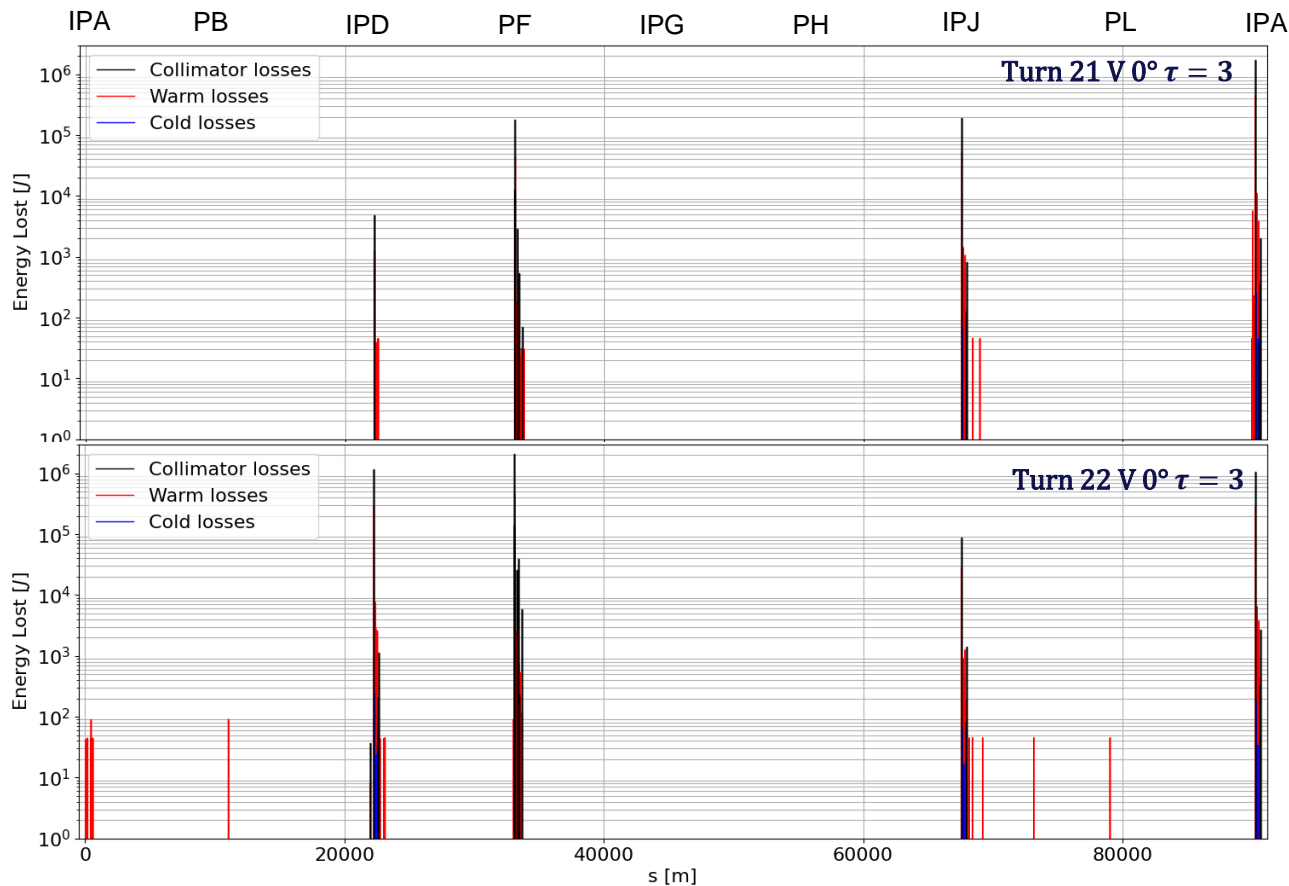 IPA PB IPD PF IPG PH IPJ PL IPA
Turn 21 V 0° τ = 3
Collimator losses
Warm losses
Cold losses
Energy Lost [J]
10⁶
10⁵
10⁴
10³
10²
10¹
10⁰
Turn 22 V 0° τ = 3
Collimator losses
Warm losses
Cold losses
Energy Lost [J]
10⁶
10⁵
10⁴
10³
10²
10¹
10⁰
0 20000 40000 60000 80000
s [m]